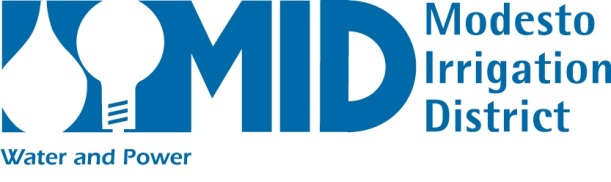 MID
Modesto
Irrigation
District
Water and Power